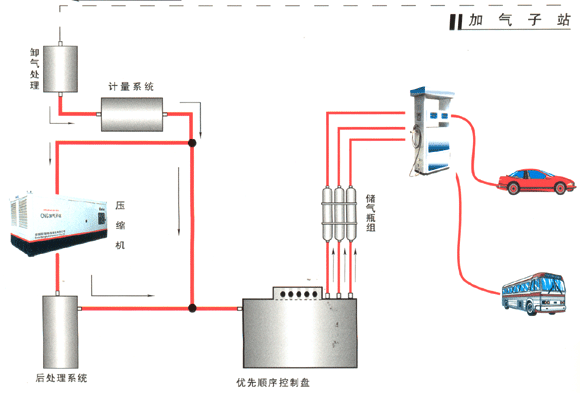 加气子站
卸气处理
计量系统
压缩机
储气瓶组
后处理系统
优先顺序控制盘